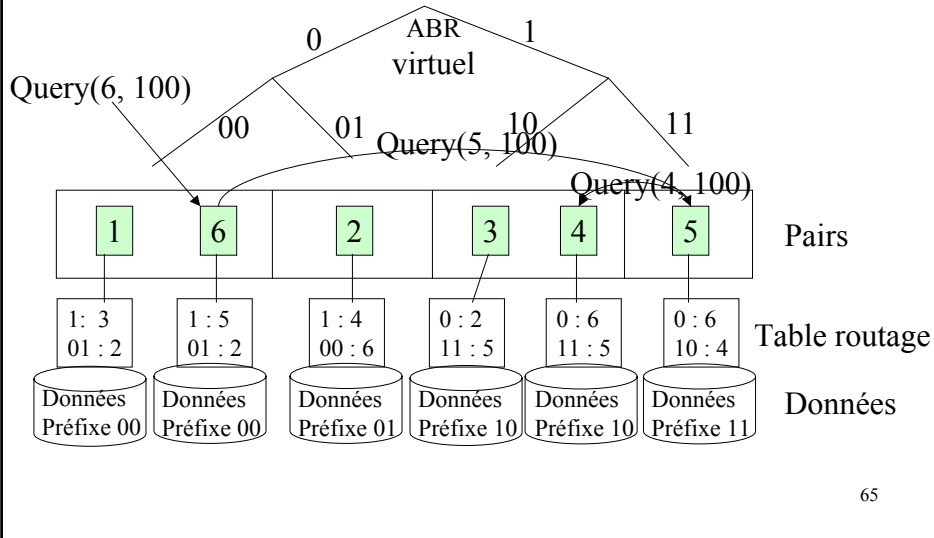 0
ABR
virtuel
1
Query(6, 100)
00
01
10
11
Query(5, 100)
Query(4, 100)
1
6
2
3
4
5
Pairs
1: 3
01 : 2
1 : 5
01 : 2
1 : 4
00 : 6
0 : 2
11 : 5
0 : 6
11 : 5
0 : 6
10 : 4
Table routage
Données
Préfixe 00
Données
Préfixe 00
Données
Préfixe 01
Données
Préfixe 10
Données
Préfixe 10
Données
Préfixe 11
Données
65